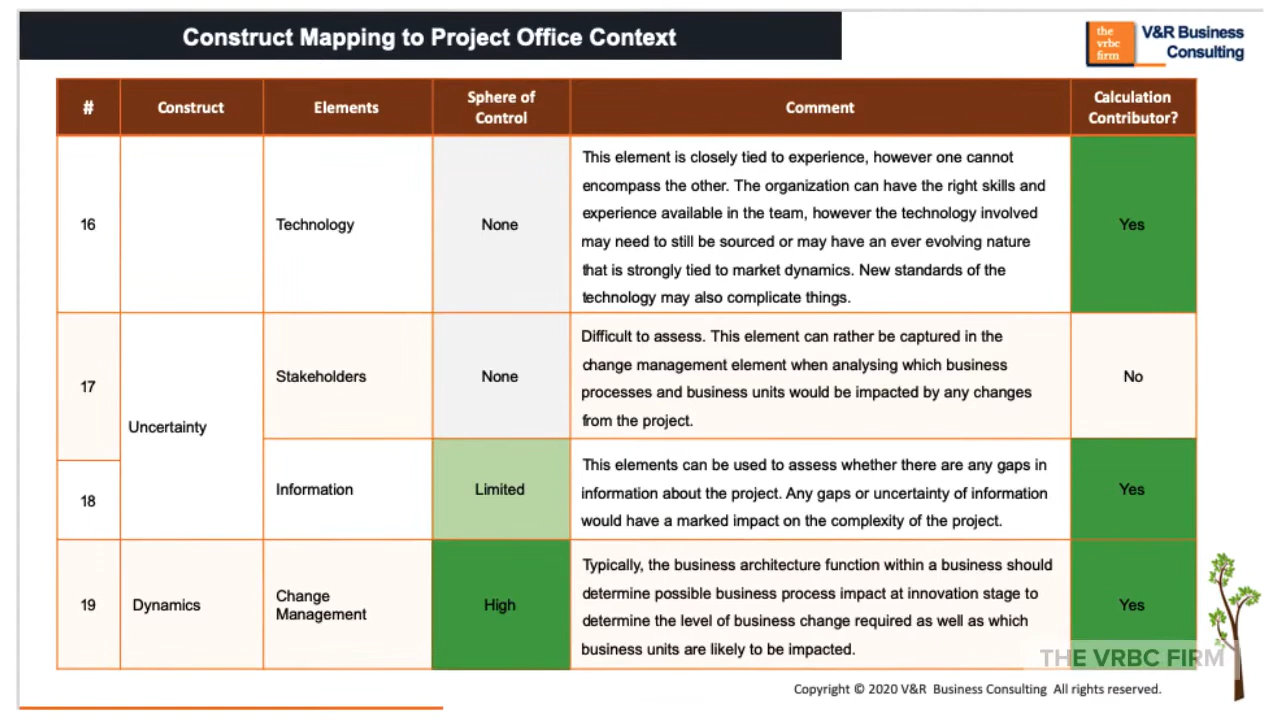 Construct Mapping to Project Office Context
the
vrbc
firm
V&R Business
Consulting
#
Construct
Elements
Sphere of
Control
Comment
Calculation
Contributor?
16
Technology
None
This element is closely tied to experience, however one cannot
encompass the other. The organization can have the right skills and
experience available in the team, however the technology involved
may need to still be sourced or may have an ever evolving nature
that is strongly tied to market dynamics. New standards of the
technology may also complicate things.
Yes
17
Uncertainty
Stakeholders
None
Difficult to assess. This element can rather be captured in the
change management element when analysing which business
processes and business units would be impacted by any changes
from the project.
No
18
Information
Limited
This elements can be used to assess whether there are any gaps in
information about the project. Any gaps or uncertainty of information
would have a marked impact on the complexity of the project.
Yes
19
Dynamics
Change
Management
High
Typically, the business architecture function within a business should
determine possible business process impact at innovation stage to
determine the level of business change required as well as which
business units are likely to be impacted.
Yes
THE VRBC FIRM
Copyright © 2020 V&R Business Consulting All rights reserved.